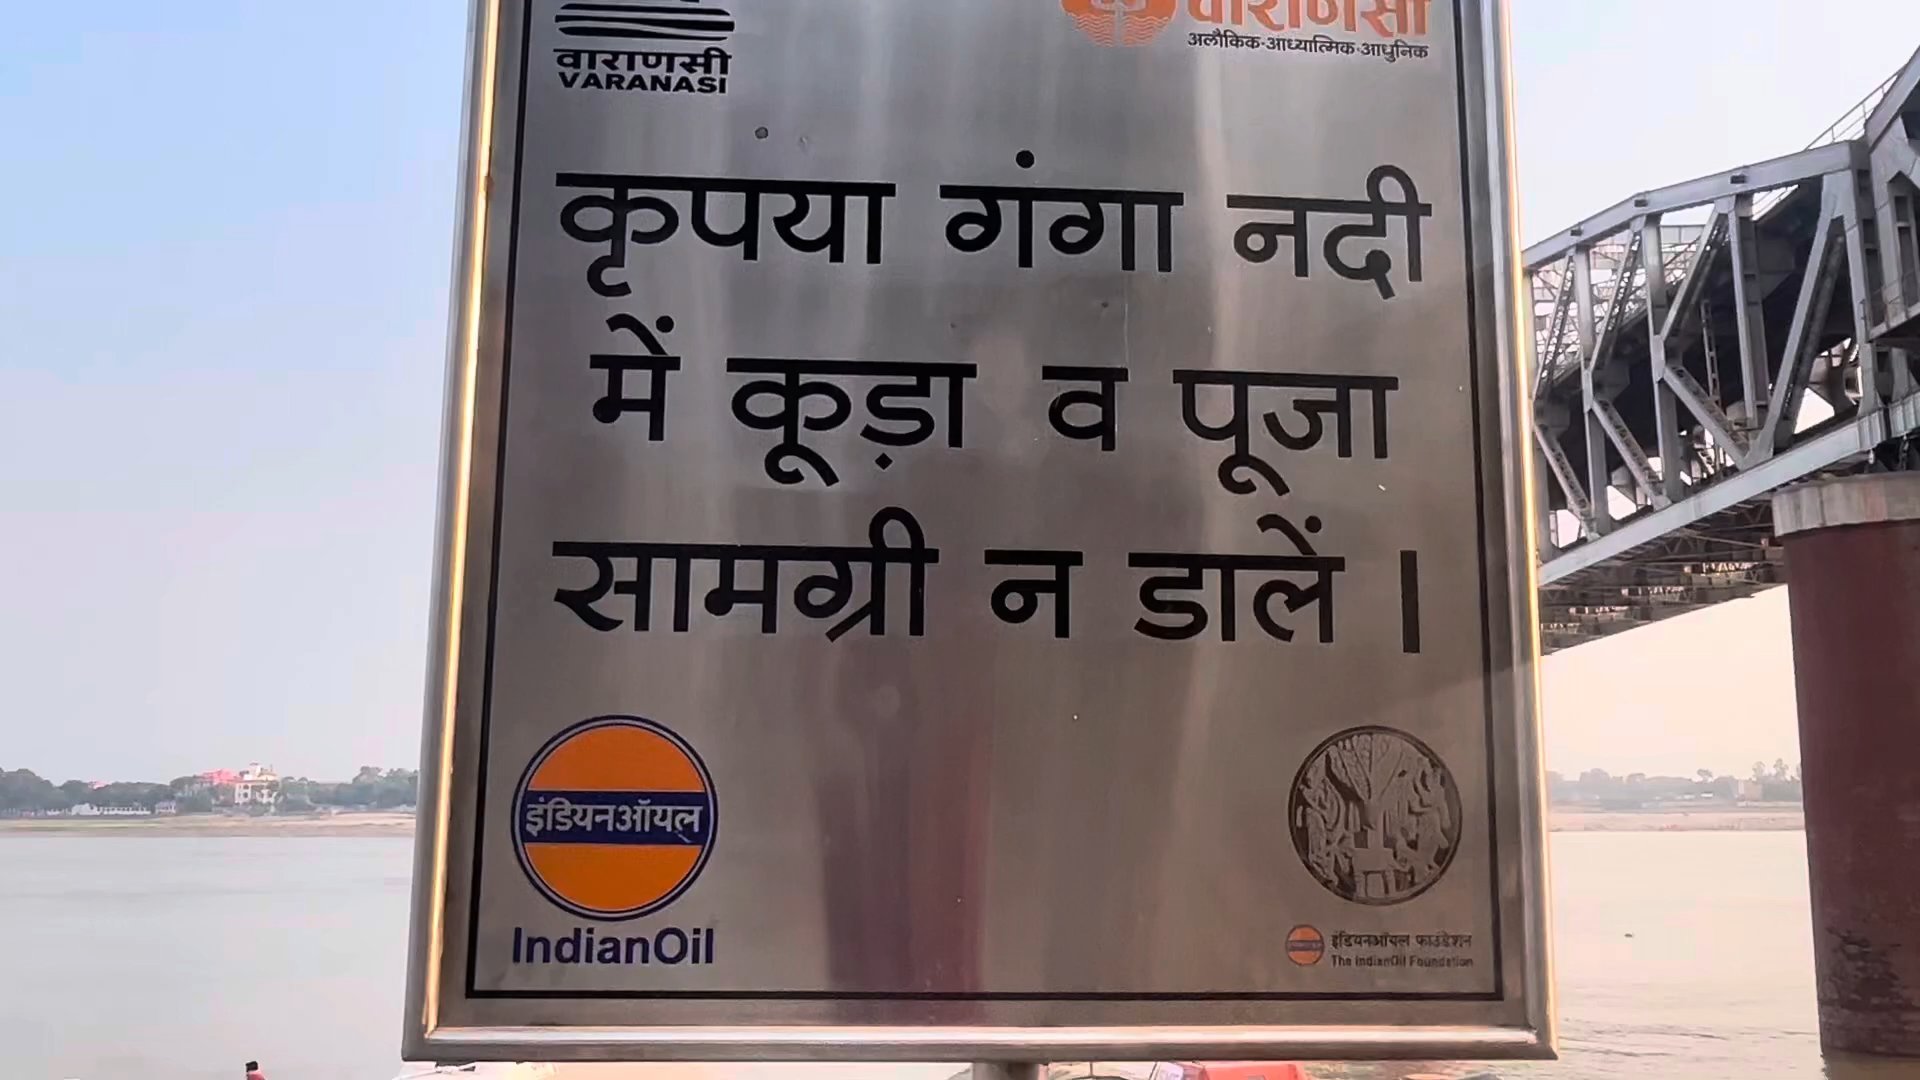 वाराणसी
VARANASI
वाराणसी
अलौकिक-आध्यात्मिक-आधुनिक
कृपया गंगा नदी
में कूड़ा व पूजा
सामग्री न डालें |
इंडियनऑयल
IndianOil
इंडियनऑयल फाउंडेशन
The IndianOil Foundation